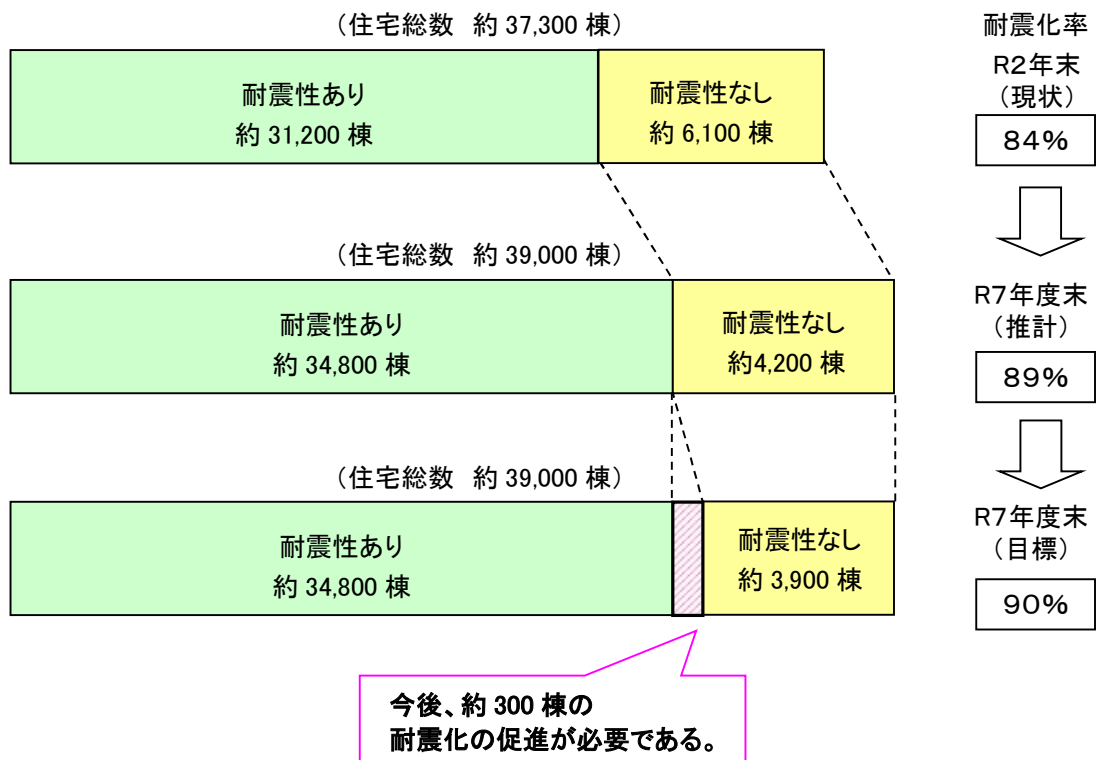 （住宅総数 約 37,300 棟）
耐震化率
R2年末
（現状）
84%
耐震性あり
約 31,200 棟
耐震性なし
約 6,100 棟
（住宅総数 約 39,000 棟）
耐震性あり
約 34,800 棟
耐震性なし
約4,200 棟
R7年度末
（推計）
89%
（住宅総数 約 39,000 棟）
耐震性あり
約 34,800 棟
耐震性なし
約 3,900 棟
R7年度末
（目標）
90%
今後、約 300 棟の
耐震化の促進が必要である。